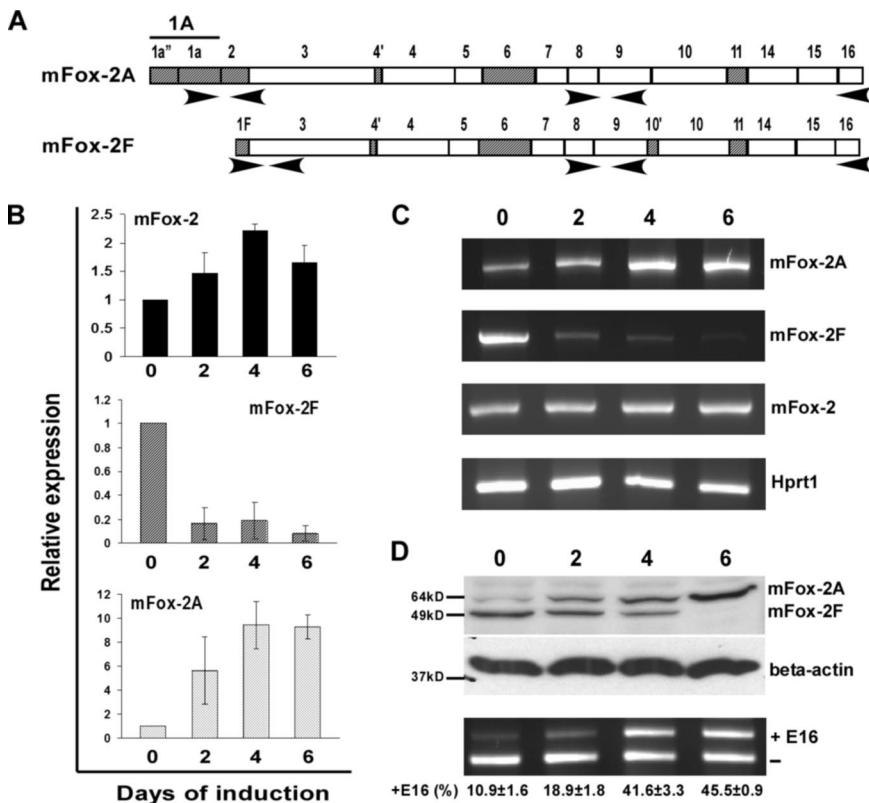 A
1A
1a" 1a 2 3 4' 4 5 6 7 8 9 10 11 14 15 16
mFox-2A
1F 3 4' 4 5 6 7 8 9 10' 10 11 14 15 16
mFox-2F
B
Relative expression
mFox-2
2.5
2
1.5
1
0.5
0
0 2 4 6
mFox-2F
1.2
1
0.8
0.6
0.4
0.2
0
0 2 4 6
mFox-2A
12
10
8
6
4
2
0
0 2 4 6
Days of induction
C
0 2 4 6
mFox-2A
mFox-2F
mFox-2
Hprt1
D
0 2 4 6
64kD
49kD
mFox-2A
mFox-2F
37kD
beta-actin
+ E16
–
+E16 (%) 10.9±1.6 18.9±1.8 41.6±3.3 45.5±0.9